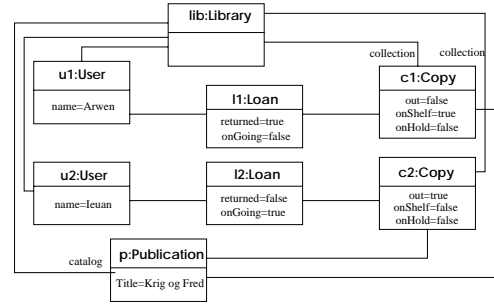 lib:Library
collection
collection
u1:User
name=Arwen
l1:Loan
returned=true
onGoing=false
c1:Copy
out=false
onShelf=true
onHold=false
u2:User
name=Ieuan
l2:Loan
returned=false
onGoing=true
c2:Copy
out=true
onShelf=false
onHold=false
catalog
p:Publication
Title=Krig og Fred